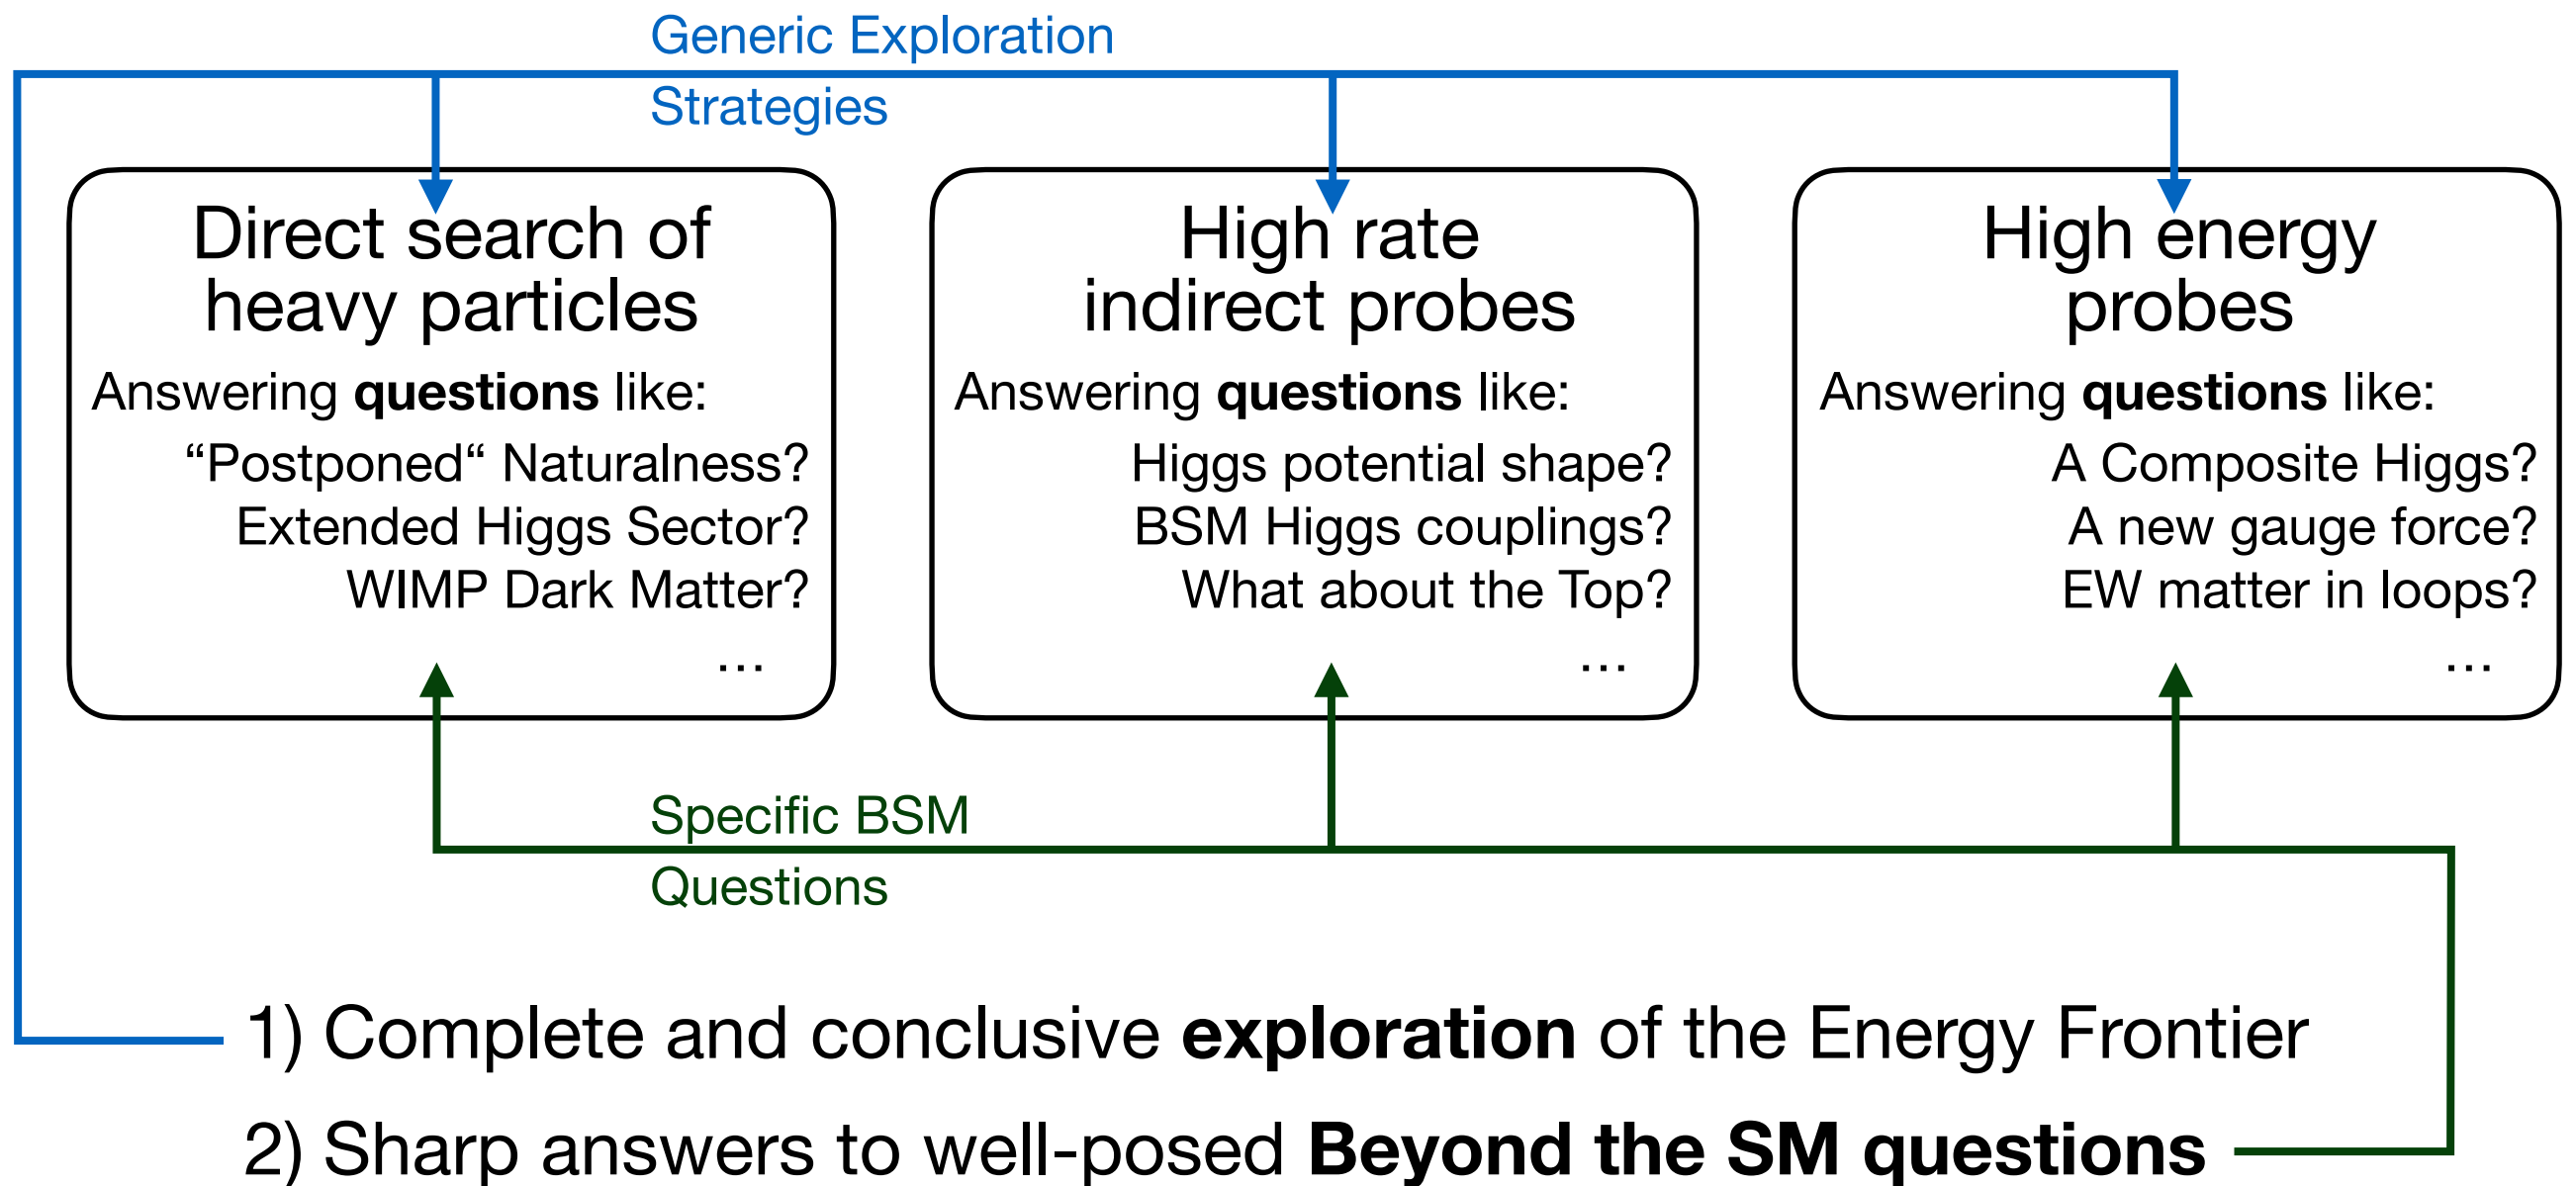 Generic Exploration
Strategies
Direct search of
heavy particles
Answering questions like:
“Postponed“ Naturalness?
Extended Higgs Sector?
WIMP Dark Matter?
...
High rate
indirect probes
Answering questions like:
Higgs potential shape?
BSM Higgs couplings?
What about the Top?
...
High energy
probes
Answering questions like:
A Composite Higgs?
A new gauge force?
EW matter in loops?
...
Specific BSM
Questions
1) Complete and conclusive exploration of the Energy Frontier
2) Sharp answers to well-posed Beyond the SM questions